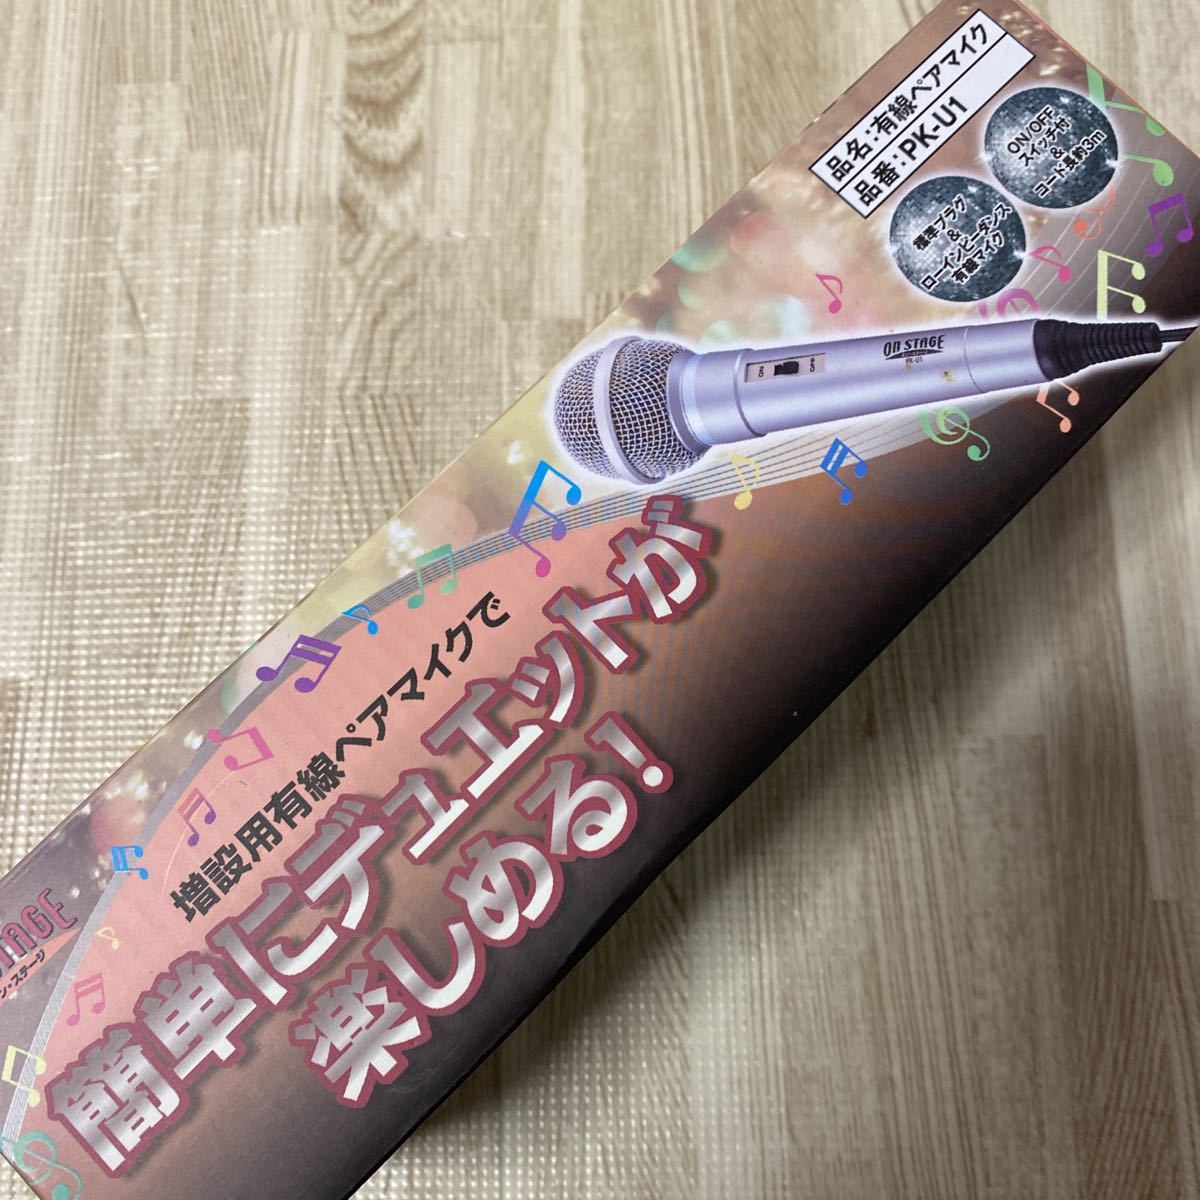 品名：有線ペアマイク
品番：PK-U1
ON/OFF
スイッチ付
&
コード長約3m
標準プラグ
&
ローインピーダンス
有線マイク
ON STAGE
PK-U1
ON
OFF
増設用有線ペアマイクで
簡単にデュエットが
楽しめる！
STAGE
ン・ステージ